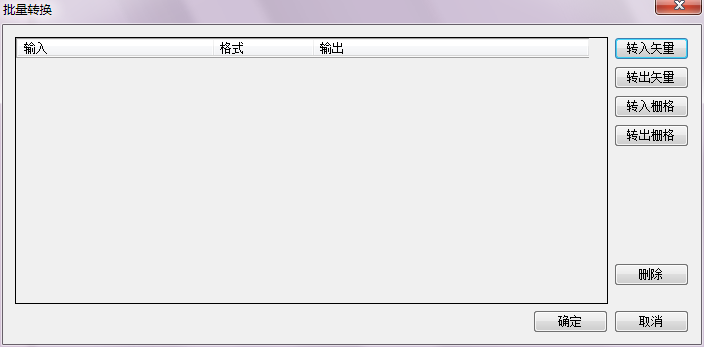 批量转换
输入 格式 输出
转入矢量
转出矢量
转入栅格
转出栅格
删除
确定 取消